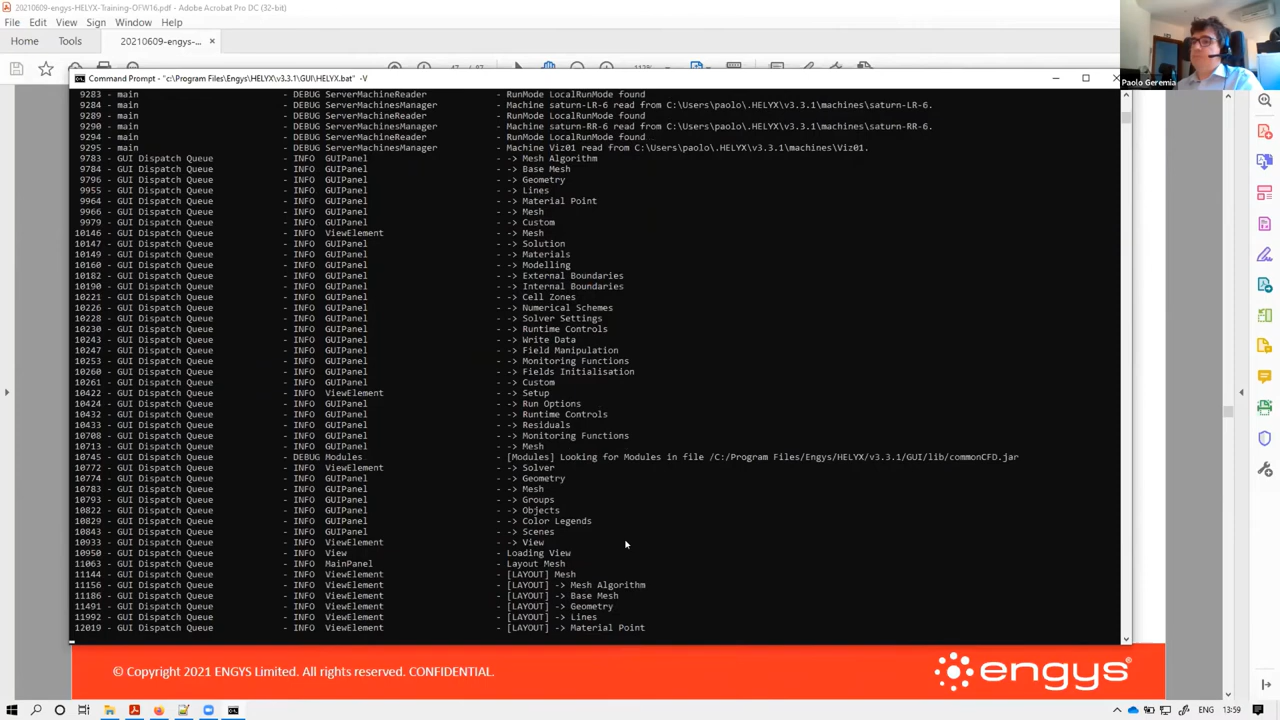 20210609-engys-HELYX-Training-OFW16.pdf - Adobe Acrobat Pro DC (32-bit)
File Edit View Sign Window Help
Home Tools 20210609-engys-... ×
Command Prompt - "c:\Program Files\Engys\HELYX\v3.3.1\GUI\HELYX.bat" -V
9283 - main - DEBUG ServerMachineReader - RunMode LocalRunMode found
9284 - main - DEBUG ServerMachinesManager - Machine saturn-LR-6 read from C:\Users\paolo\.HELYX\v3.3.1\machines\saturn-LR-6.
9289 - main - DEBUG ServerMachineReader - RunMode LocalRunMode found
9290 - main - DEBUG ServerMachinesManager - Machine saturn-RR-6 read from C:\Users\paolo\.HELYX\v3.3.1\machines\saturn-RR-6.
9294 - main - DEBUG ServerMachineReader - RunMode LocalRunMode found
9295 - main - DEBUG ServerMachinesManager - Machine Viz01 read from C:\Users\paolo\.HELYX\v3.3.1\machines\Viz01.
9783 - GUI Dispatch Queue - INFO GUIPanel - -> Mesh Algorithm
9784 - GUI Dispatch Queue - INFO GUIPanel - -> Base Mesh
9796 - GUI Dispatch Queue - INFO GUIPanel - -> Geometry
9955 - GUI Dispatch Queue - INFO GUIPanel - -> Lines
9964 - GUI Dispatch Queue - INFO GUIPanel - -> Material Point
9966 - GUI Dispatch Queue - INFO GUIPanel - -> Mesh
9979 - GUI Dispatch Queue - INFO GUIPanel - -> Custom
10146 - GUI Dispatch Queue - INFO ViewElement - -> Mesh
10147 - GUI Dispatch Queue - INFO GUIPanel - -> Solution
10149 - GUI Dispatch Queue - INFO GUIPanel - -> Materials
10160 - GUI Dispatch Queue - INFO GUIPanel - -> Modelling
10182 - GUI Dispatch Queue - INFO GUIPanel - -> External Boundaries
10190 - GUI Dispatch Queue - INFO GUIPanel - -> Internal Boundaries
10221 - GUI Dispatch Queue - INFO GUIPanel - -> Cell Zones
10226 - GUI Dispatch Queue - INFO GUIPanel - -> Numerical Schemes
10228 - GUI Dispatch Queue - INFO GUIPanel - -> Solver Settings
10230 - GUI Dispatch Queue - INFO GUIPanel - -> Runtime Controls
10243 - GUI Dispatch Queue - INFO GUIPanel - -> Write Data
10247 - GUI Dispatch Queue - INFO GUIPanel - -> Field Manipulation
10253 - GUI Dispatch Queue - INFO GUIPanel - -> Monitoring Functions
10260 - GUI Dispatch Queue - INFO GUIPanel - -> Fields Initialisation
10261 - GUI Dispatch Queue - INFO GUIPanel - -> Custom
10422 - GUI Dispatch Queue - INFO ViewElement - -> Setup
10424 - GUI Dispatch Queue - INFO GUIPanel - -> Run Options
10432 - GUI Dispatch Queue - INFO GUIPanel - -> Runtime Controls
10433 - GUI Dispatch Queue - INFO GUIPanel - -> Residuals
10708 - GUI Dispatch Queue - INFO GUIPanel - -> Monitoring Functions
10713 - GUI Dispatch Queue - INFO GUIPanel - -> Mesh
10745 - GUI Dispatch Queue - DEBUG Modules - [Modules] Looking for Modules in file /C:/Program Files/Engys/HELYX/v3.3.1/GUI/lib/commonCFD.jar
10772 - GUI Dispatch Queue - INFO ViewElement - -> Solver
10774 - GUI Dispatch Queue - INFO GUIPanel - -> Geometry
10783 - GUI Dispatch Queue - INFO GUIPanel - -> Mesh
10793 - GUI Dispatch Queue - INFO GUIPanel - -> Groups
10822 - GUI Dispatch Queue - INFO GUIPanel - -> Objects
10829 - GUI Dispatch Queue - INFO GUIPanel - -> Color Legends
10843 - GUI Dispatch Queue - INFO GUIPanel - -> Scenes
10933 - GUI Dispatch Queue - INFO ViewElement - -> View
10950 - GUI Dispatch Queue - INFO View - Loading View
11063 - GUI Dispatch Queue - INFO MainPanel - Layout Mesh
11144 - GUI Dispatch Queue - INFO ViewElement - [LAYOUT] Mesh
11156 - GUI Dispatch Queue - INFO ViewElement - [LAYOUT] -> Mesh Algorithm
11186 - GUI Dispatch Queue - INFO ViewElement - [LAYOUT] -> Base Mesh
11491 - GUI Dispatch Queue - INFO ViewElement - [LAYOUT] -> Geometry
11992 - GUI Dispatch Queue - INFO ViewElement - [LAYOUT] -> Lines
12019 - GUI Dispatch Queue - INFO ViewElement - [LAYOUT] -> Material Point
Paolo Geremia
© Copyright 2021 ENGYS Limited. All rights reserved. CONFIDENTIAL.
engys
ENG 13:59